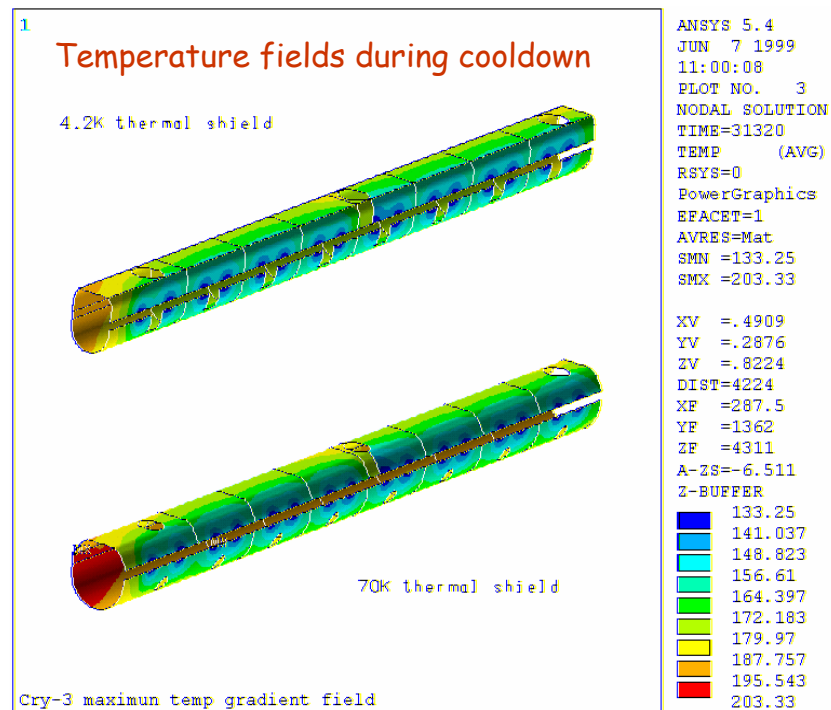 1
Temperature fields during cooldown
4.2K thermal shield
70K thermal shield
Cry-3 maximun temp gradient field
ANSYS 5.4
JUN 7 1999
11:00:08
PLOT NO. 3
NODAL SOLUTION
TIME=31320
TEMP (AVG)
RSYS=0
PowerGraphics
EFACET=1
AVRES=Mat
SMN =133.25
SMX =203.33
XV =.4909
YV =.2876
ZV =.8224
DIST=4224
XF =287.5
YF =1362
ZF =4311
A-ZS=-6.511
Z-BUFFER
133.25
141.037
148.823
156.61
164.397
172.183
179.97
187.757
195.543
203.33